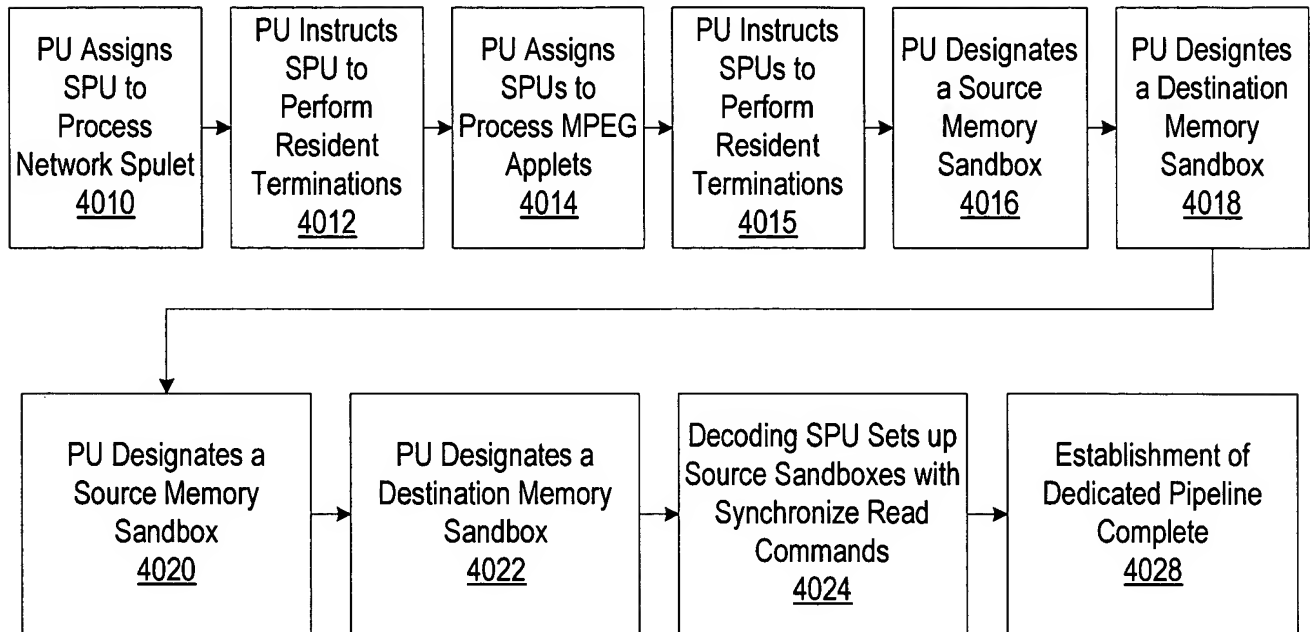 PU Assigns
SPU to
Process
Network Spulet
4010
PU Instructs
SPU to
Perform
Resident
Terminations
4012
PU Assigns
SPUs to
Process MPEG
Applets
4014
PU Instructs
SPUs to
Perform
Resident
Terminations
4015
PU Designates
a Source
Memory
Sandbox
4016
PU Designtes
a Destination
Memory
Sandbox
4018
PU Designates a
Source Memory
Sandbox
4020
PU Designates a
Destination Memory
Sandbox
4022
Decoding SPU Sets up
Source Sandboxes with
Synchronize Read
Commands
4024
Establishment of
Dedicated Pipeline
Complete
4028